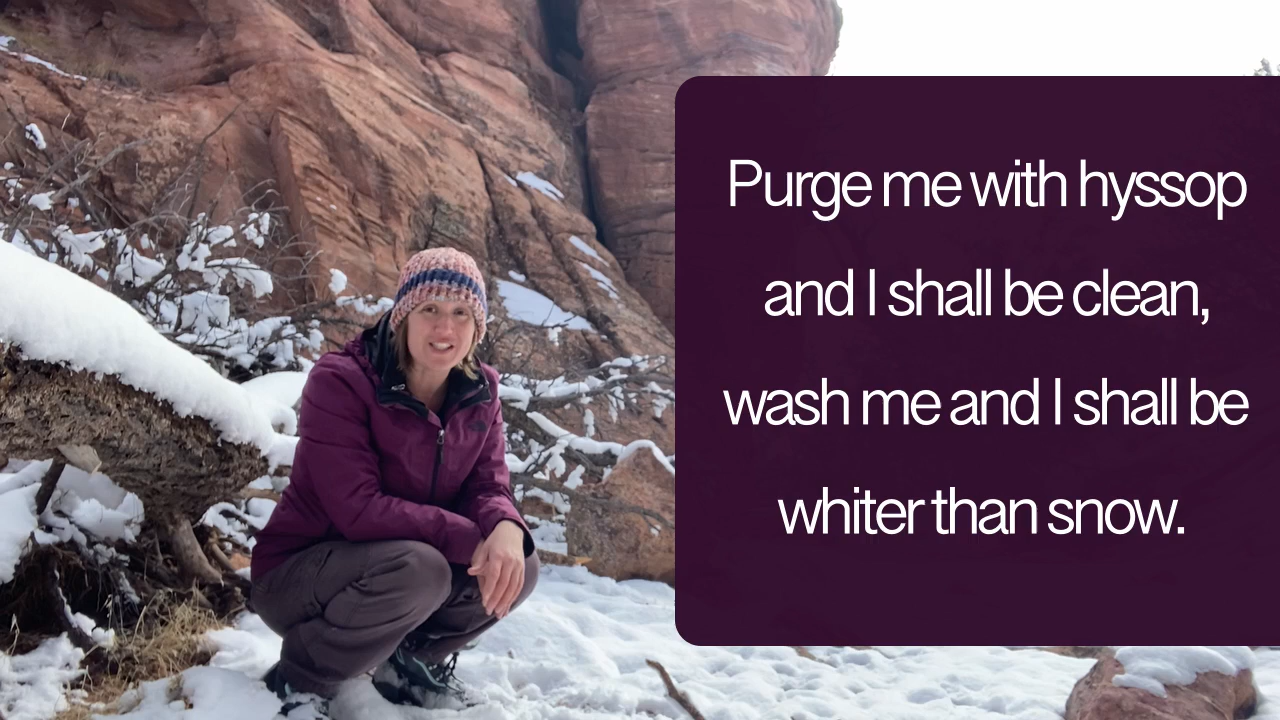 Purge me with hyssop
and I shall be clean,
wash me and I shall be
whiter than snow.